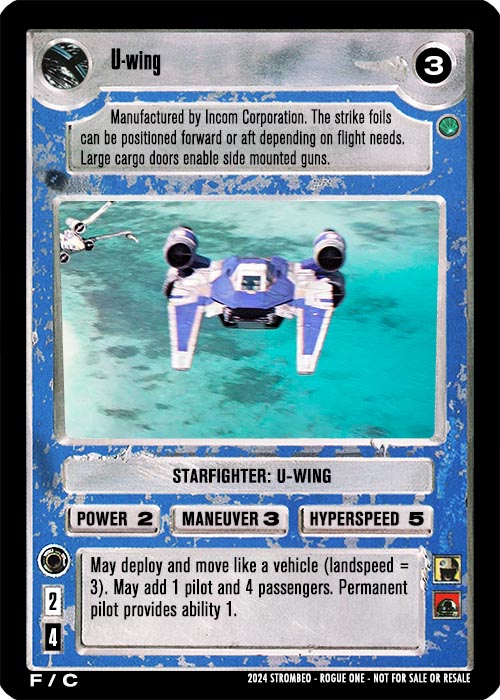 U-wing
3
Manufactured by Incom Corporation. The strike foils
can be positioned forward or aft depending on flight needs.
Large cargo doors enable side mounted guns.
STARFIGHTER: U-WING
POWER 2 MANEUVER 3 HYPERSPEED 5
May deploy and move like a vehicle (landspeed =
3). May add 1 pilot and 4 passengers. Permanent
pilot provides ability 1.
2
4
F / C
2024 STROMBEO - ROGUE ONE - NOT FOR SALE OR RESALE